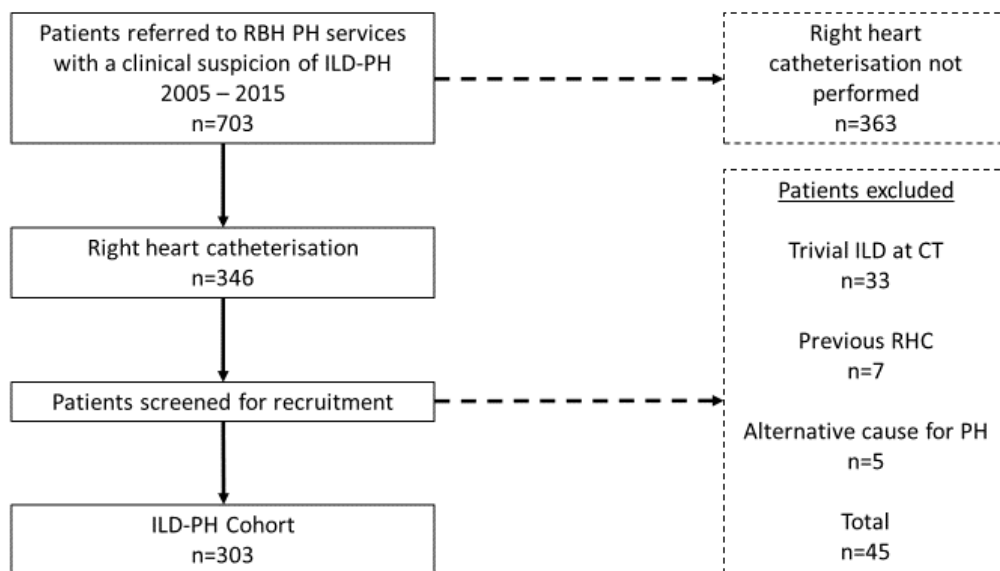 Patients referred to RBH PH services
with a clinical suspicion of ILD-PH
2005 – 2015
n=703
Right heart
catheterisation not
performed
n=363
Right heart catheterisation
n=346
Patients screened for recruitment
ILD-PH Cohort
n=303
Patients excluded
Trivial ILD at CT
n=33
Previous RHC
n=7
Alternative cause for PH
n=5
Total
n=45